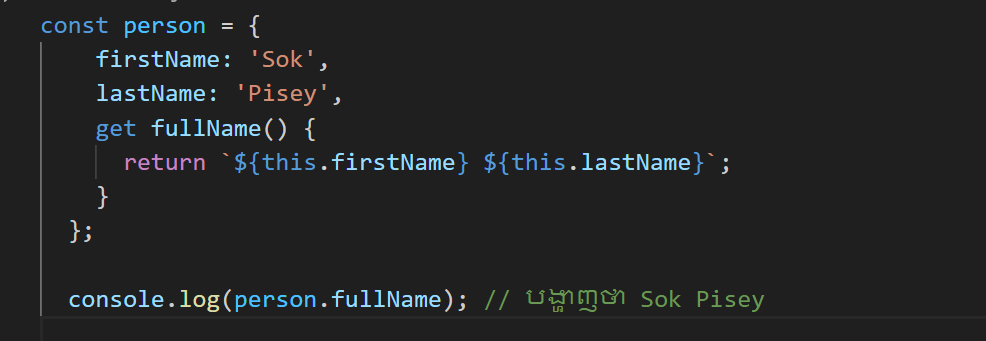 const person = {
firstName: 'Sok',
lastName: 'Pisey',
get fullName() {
return `${this.firstName} ${this.lastName}`;
}
};
console.log(person.fullName); // បង្ហាញថា Sok Pisey